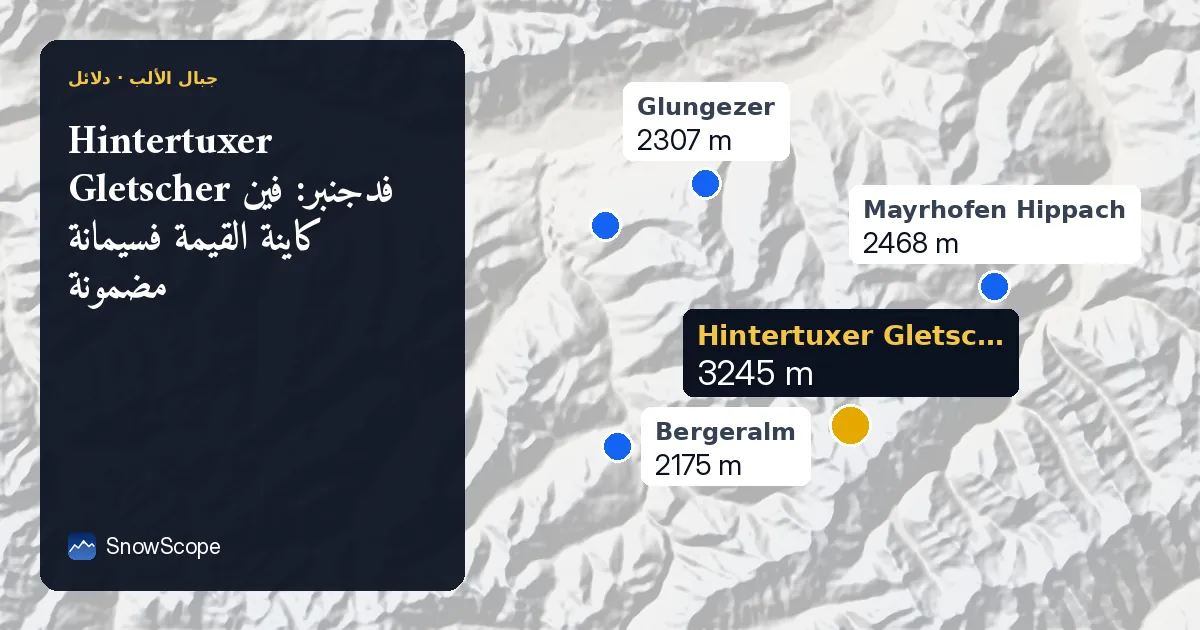 جبال الألب · دلائل
Hintertuxer
Gletscher فدجنبر: فين
كاينة القيمة فسيمانة
مضمونة
SnowScope
Glungezer
2307 m
Mayrhofen Hippach
2468 m
Hintertuxer Gletsc…
3245 m
Bergeralm
2175 m